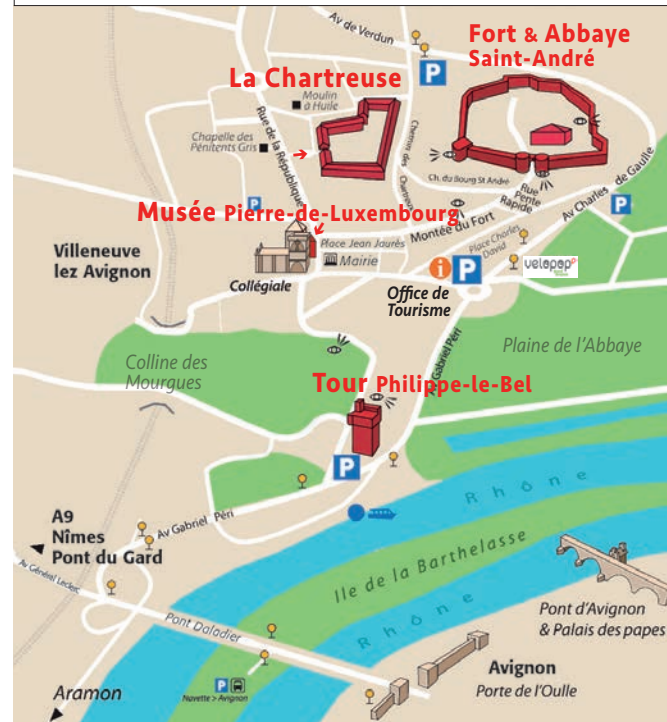 Av de Verdun
Fort & Abbaye
Saint-André
P
La Chartreuse
Moulin
à Huile
Rue de la République
Chapelle des
Pénitents Gris
Chemin des Chartreux
Ch. du Bourg St André
Rue
Pente
Rapide
Av Charles de Gaulle
P
P
Musée Pierre-de-Luxembourg
Montée du Fort
Villeneuve
lez Avignon
Place Jean Jaurès
Place Charles
David
Mairie
Collégiale
i
P
velopop
Office de
Tourisme
Colline des
Mourgues
Plaine de l'Abbaye
Av Gabriel Péri
Tour Philippe-le-Bel
P
Rhône
A9
Nîmes
Pont du Gard
Av Gabriel Péri
Ile de la Barthelasse
Av. Général Leclerc
Rhône
Pont d'Avignon
& Palais des papes
Pont Daladier
P
Navette > Avignon
Avignon
Porte de l'Oulle
Aramon